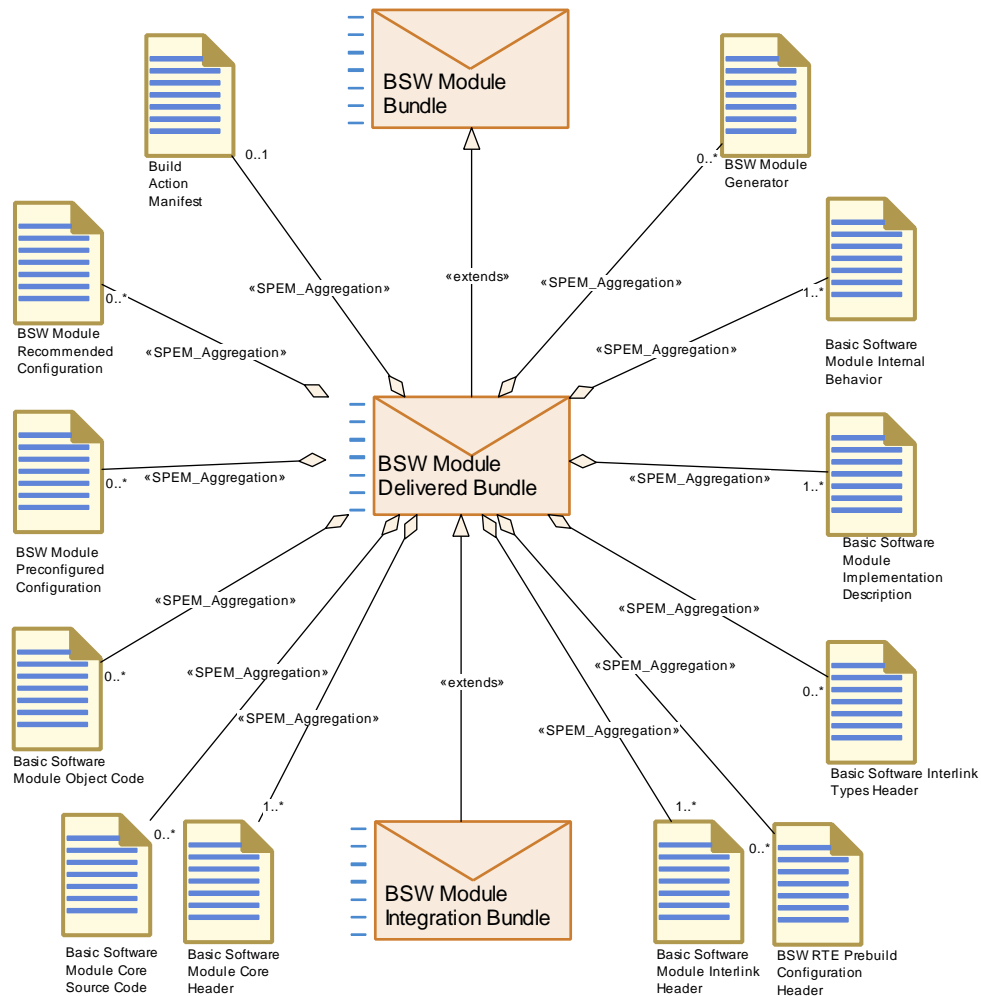 BSW Module
Bundle
Build
Action
Manifest
0..1
0..*
BSW Module
Generator
«SPEM_Aggregation»
«extends»
«SPEM_Aggregation»
0..*
BSW Module
Recommended
Configuration
«SPEM_Aggregation»
1..*
Basic Software
Module Internal
Behavior
«SPEM_Aggregation»
BSW Module
Delivered Bundle
0..*
BSW Module
Preconfigured
Configuration
«SPEM_Aggregation»
«SPEM_Aggregation»
1..*
Basic Software
Module
Implementation
Description
«SPEM_Aggregation»
0..*
Basic Software
Module Object Code
«SPEM_Aggregation»
0..*
Basic Software Interlink
Types Header
«SPEM_Aggregation»
«SPEM_Aggregation»
«extends»
«SPEM_Aggregation»
«SPEM_Aggregation»
0..*
Basic Software
Module Core
Source Code
1..*
Basic Software
Module Core
Header
BSW Module
Integration Bundle
1..*
Basic Software
Module Interlink
Header
0..*
BSW RTE Prebuild
Configuration
Header